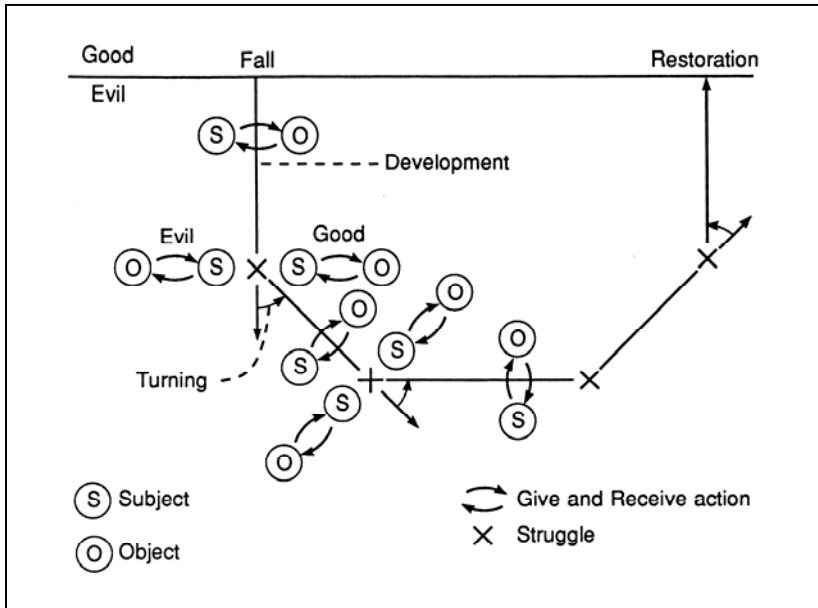 Good
Fall
Restoration
Evil
S O
Development
Evil
Good
O S S O
O
O
S
S
O
Turning
S
S
O
S Subject
Give and Receive action
O Object
Struggle